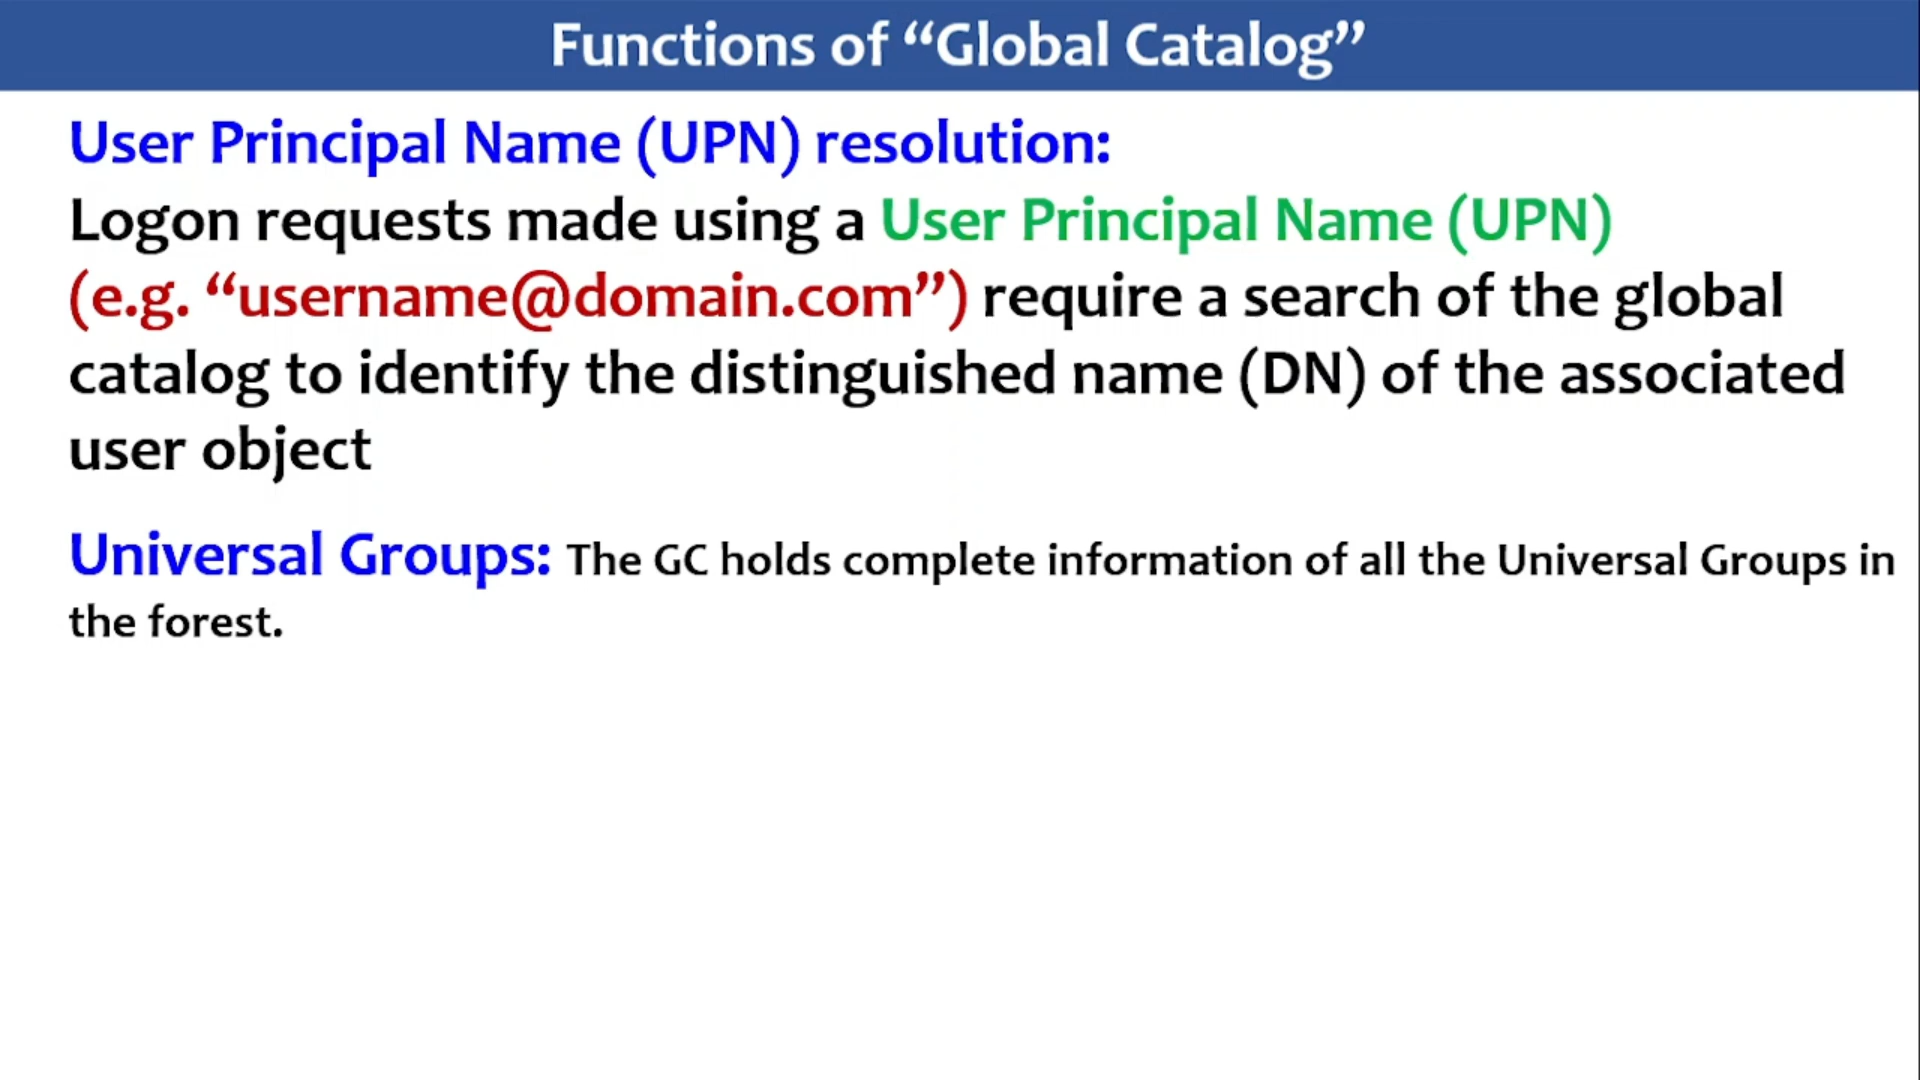 Functions of “Global Catalog”
User Principal Name (UPN) resolution:
Logon requests made using a User Principal Name (UPN)
(e.g. “username@domain.com”) require a search of the global
catalog to identify the distinguished name (DN) of the associated
user object
Universal Groups: The GC holds complete information of all the Universal Groups in
the forest.